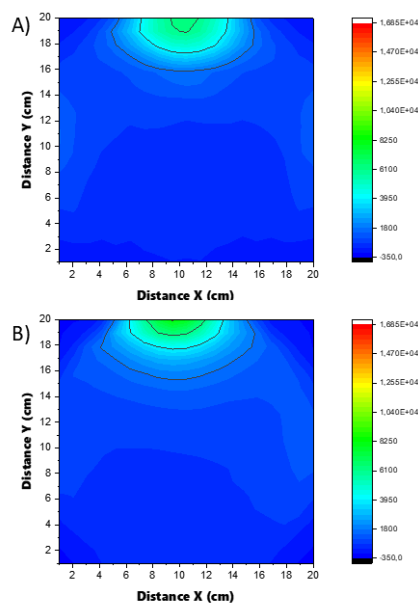 A)
20
18
16
14
12
10
8
6
4
2
Distance Y (cm)
2 4 6 8 10 12 14 16 18 20
Distance X (cm)
1,685E+04
1,470E+04
1,255E+04
1,040E+04
8250
6100
3950
1800
-350,0
B)
20
18
16
14
12
10
8
6
4
2
Distance Y (cm)
2 4 6 8 10 12 14 16 18 20
Distance X (cm)
1,685E+04
1,470E+04
1,255E+04
1,040E+04
8250
6100
3950
1800
-350,0